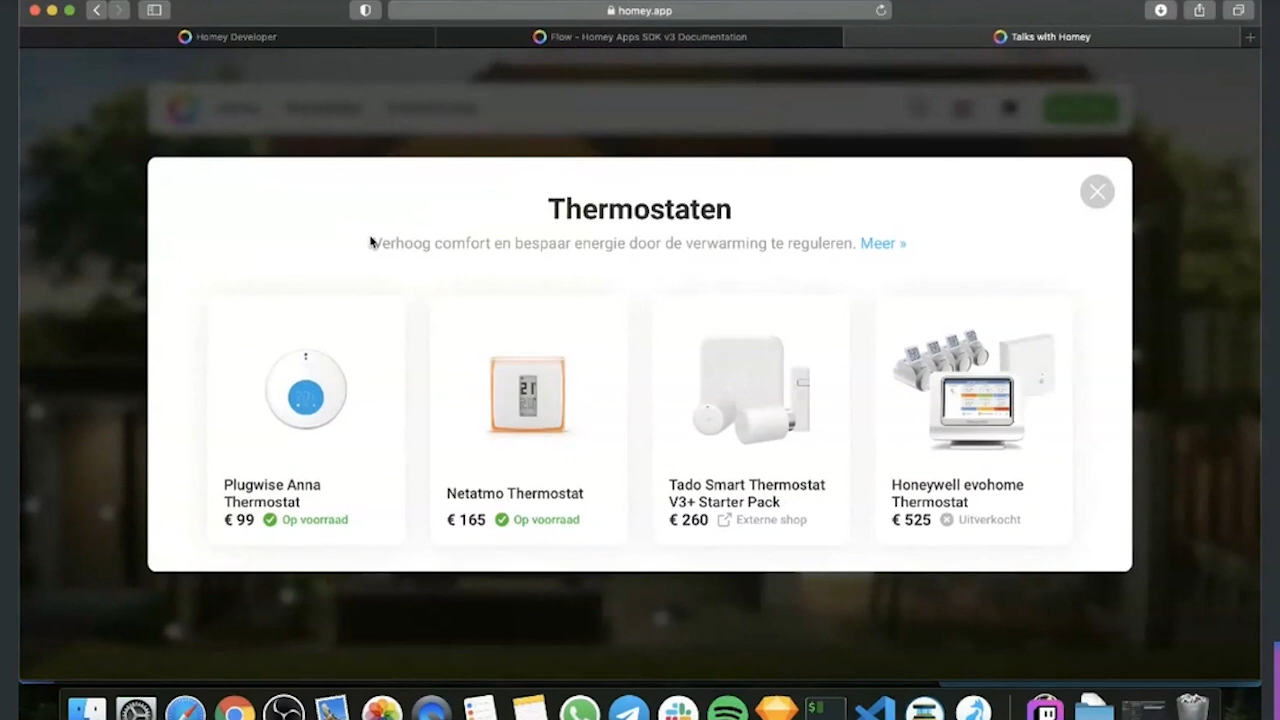 homey.app
Homey Developer
Flow - Homey Apps SDK v3 Documentation
Talks with Homey
Thermostaten
Verhoog comfort en bespaar energie door de verwarming te reguleren. Meer »
Plugwise Anna
Thermostat
€ 99 Op voorraad
Netatmo Thermostat
€ 165 Op voorraad
Tado Smart Thermostat
V3+ Starter Pack
€ 260 Externe shop
Honeywell evohome
Thermostat
€ 525 Uitverkocht
21
$